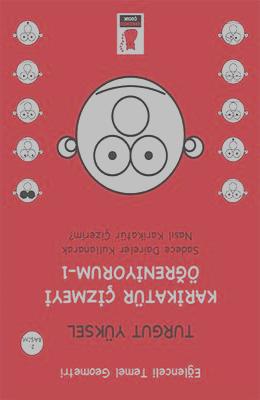 Eğlenceli Temel Geometri
2. BASIM
TURGUT YÜKSEL
KARİKATÜR ÇİZMEYİ
ÖĞRENİYORUM-1
Sadece Daireler Kullanarak
Nasıl Karikatür Çizerim?